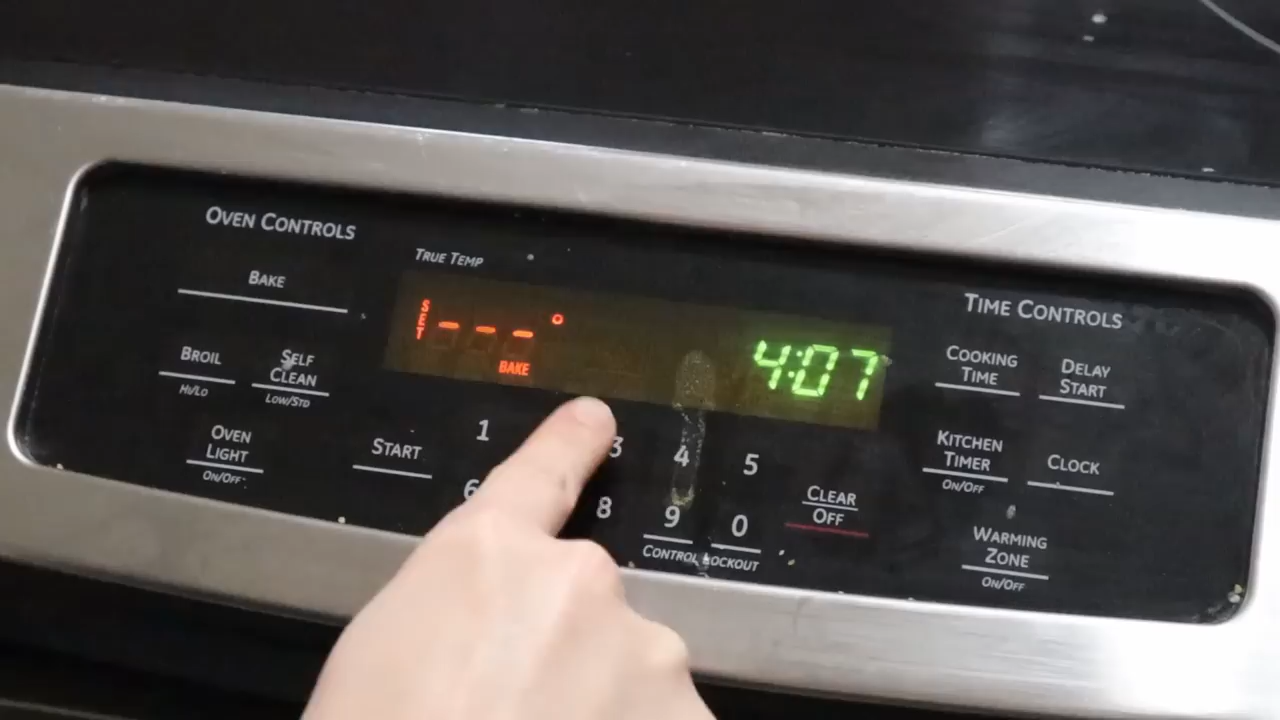 OVEN CONTROLS
BAKE
BROIL
HI/LO
SELF
CLEAN
LOW/STD
OVEN
LIGHT
ON/OFF
START
TRUE TEMP
SET
---°
BAKE
4:07
1 3 4 5
6 8 9 0
CONTROL LOCKOUT
CLEAR
OFF
TIME CONTROLS
COOKING
TIME
DELAY
START
KITCHEN
TIMER
ON/OFF
CLOCK
WARMING
ZONE
ON/OFF